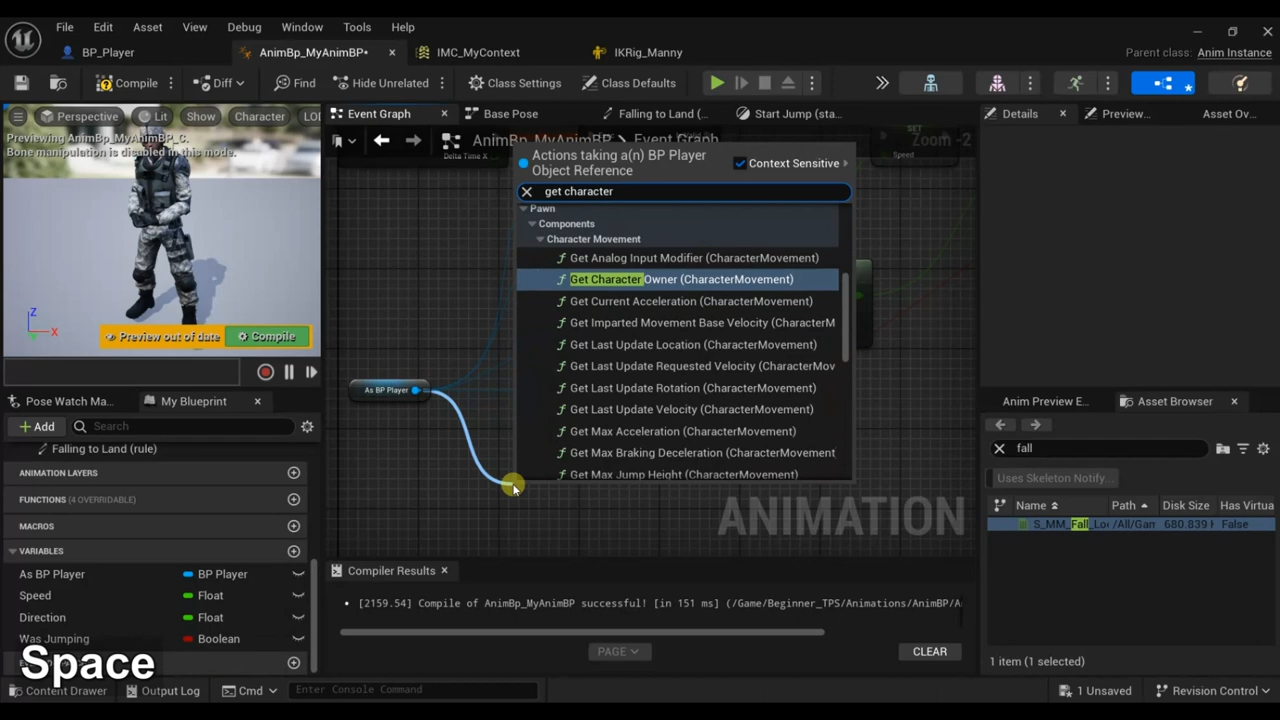 File Edit Asset View Debug Window Tools Help
BP_Player AnimBp_MyAnimBP* IMC_MyContext IKRig_Manny Parent class: Anim Instance
Compile Diff Find Hide Unrelated Class Settings Class Defaults
Perspective Lit Show Character LO
Previewing AnimBp_MyAnimBP_C.
Bone manipulation is disabled in this mode.
Z
X
Preview out of date Compile
Event Graph Base Pose Falling to Land ( Start Jump (sta...
AnimBp_MyAnimBP > Event Graph Zoom -2
Delta Time X
SET
Speed
Actions taking a(n) BP Player
Object Reference
Context Sensitive
get character
Pawn
Components
Character Movement
Get Analog Input Modifier (CharacterMovement)
Get Character Owner (CharacterMovement)
Get Current Acceleration (CharacterMovement)
Get Imparted Movement Base Velocity (CharacterM
Get Last Update Location (CharacterMovement)
Get Last Update Requested Velocity (CharacterMov
Get Last Update Rotation (CharacterMovement)
Get Last Update Velocity (CharacterMovement)
Get Max Acceleration (CharacterMovement)
Get Max Braking Deceleration (CharacterMovement
Get Max Jump Height (CharacterMovement)
As BP Player
ANIMATION
Pose Watch Ma... My Blueprint
Add Search
Falling to Land (rule)
ANIMATION LAYERS
FUNCTIONS (4 OVERRIDABLE)
MACROS
VARIABLES
As BP Player BP Player
Speed Float
Direction Float
Was Jumping Boolean
Space
Compiler Results
[2159.54] Compile of AnimBp_MyAnimBP successful! [in 151 ms] (/Game/Beginner_TPS/Animations/AnimBP/A
PAGE CLEAR
Details Preview... Asset Ov...
Anim Preview E... Asset Browser
fall
Uses Skeleton Notify...
Name Path Disk Size Has Virtua
S_MM_Fall_Lo /All/Gam 680.839 False
1 item (1 selected)
Content Drawer Output Log Cmd Enter Console Command 1 Unsaved Revision Control